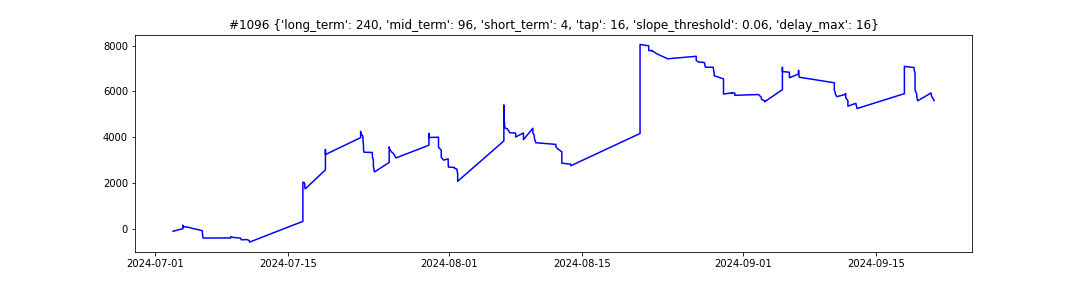 #1096 {'long_term': 240, 'mid_term': 96, 'short_term': 4, 'tap': 16, 'slope_threshold': 0.06, 'delay_max': 16}
8000
6000
4000
2000
0
2024-07-01 2024-07-15 2024-08-01 2024-08-15 2024-09-01 2024-09-15